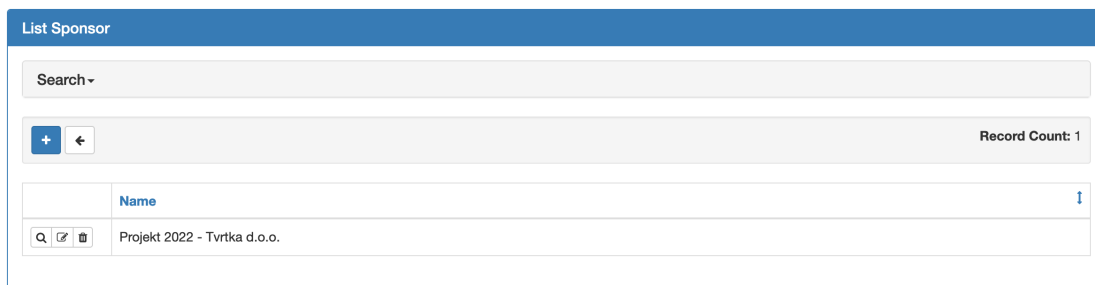 List Sponsor
Search
Record Count: 1
Name
Projekt 2022 - Tvrtka d.o.o.